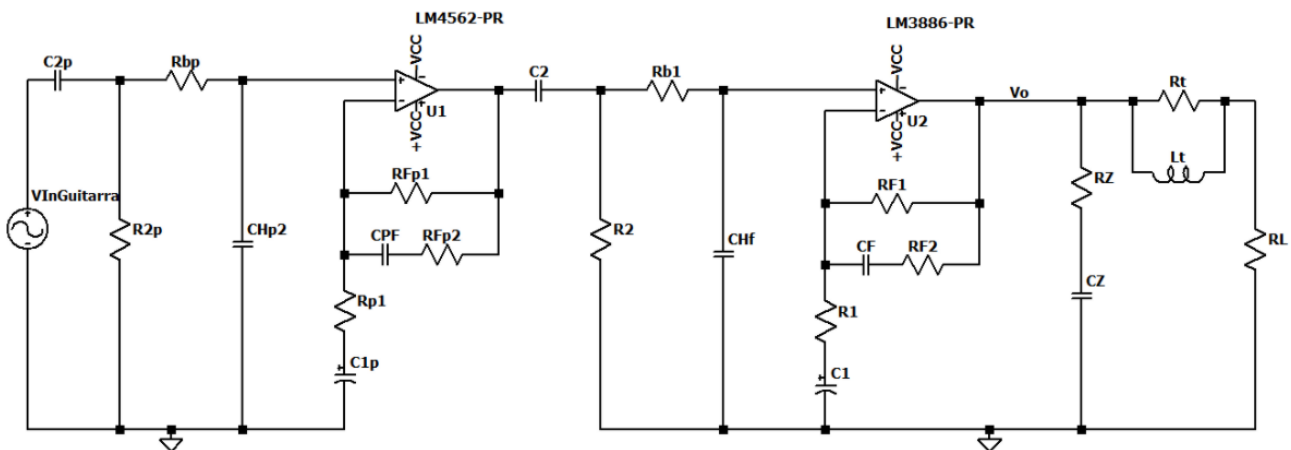 LM4562-PR
LM3886-PR
C2p
Rbp
-VCC
U1
+VCC
C2
Rb1
-VCC
U2
+VCC
Vo
Rt
Lt
VInGuitarra
R2p
CHp2
RFp1
CPF
RFp2
Rp1
C1p
R2
CHf
RF1
CF
RF2
R1
C1
RZ
CZ
RL